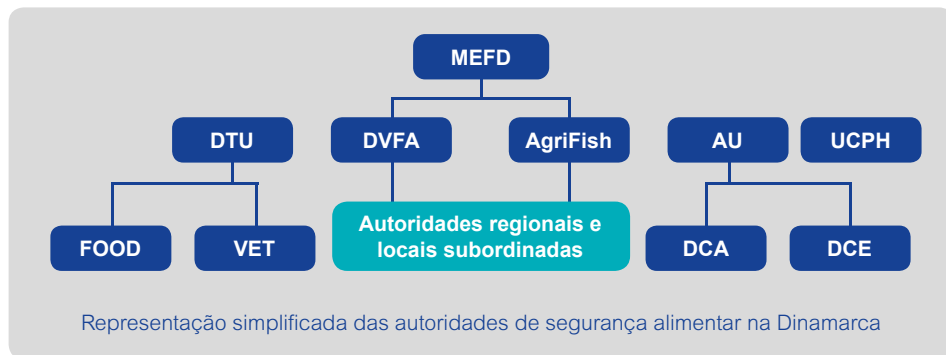 MEFD
DTU
DVFA
AgriFish
AU
UCPH
Autoridades regionais e
locais subordinadas
FOOD
VET
DCA
DCE
Representação simplificada das autoridades de segurança alimentar na Dinamarca